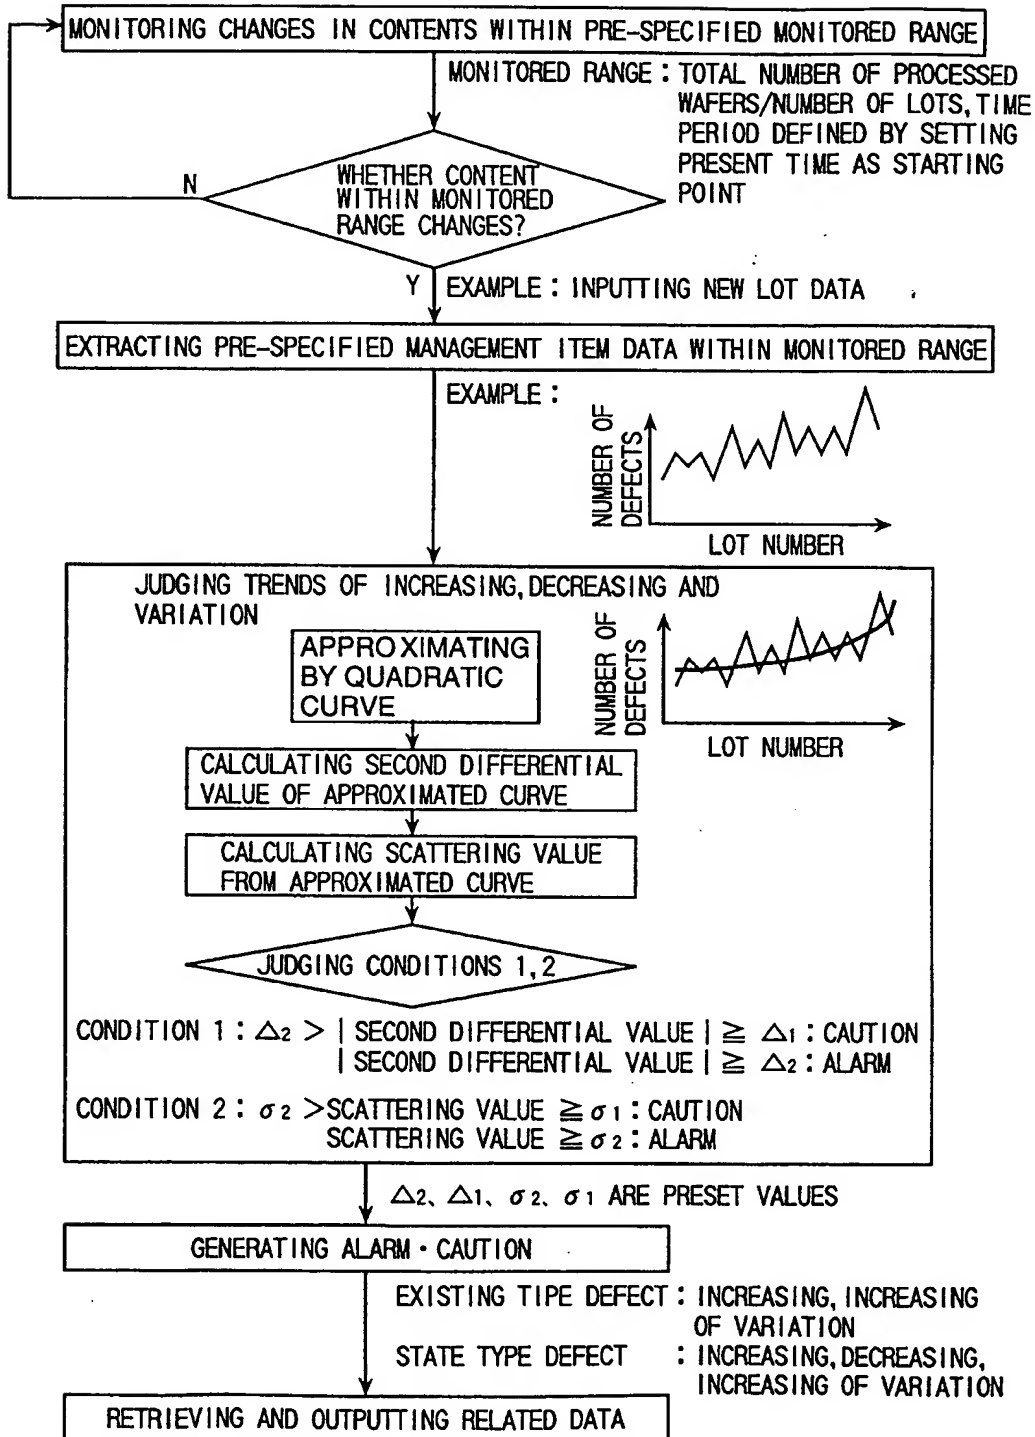 MONITORING CHANGES IN CONTENTS WITHIN PRE-SPECIFIED MONITORED RANGE
MONITORED RANGE : TOTAL NUMBER OF PROCESSED
WAFERS/NUMBER OF LOTS, TIME
PERIOD DEFINED BY SETTING
PRESENT TIME AS STARTING
POINT
N
WHETHER CONTENT
WITHIN MONITORED
RANGE CHANGES?
Y
EXAMPLE : INPUTTING NEW LOT DATA
EXTRACTING PRE-SPECIFIED MANAGEMENT ITEM DATA WITHIN MONITORED RANGE
EXAMPLE :
NUMBER OF
DEFECTS
LOT NUMBER
JUDGING TRENDS OF INCREASING, DECREASING AND
VARIATION
APPROXIMATING
BY QUADRATIC
CURVE
NUMBER OF
DEFECTS
LOT NUMBER
CALCULATING SECOND DIFFERENTIAL
VALUE OF APPROXIMATED CURVE
CALCULATING SCATTERING VALUE
FROM APPROXIMATED CURVE
JUDGING CONDITIONS 1, 2
CONDITION 1 : △2 > | SECOND DIFFERENTIAL VALUE | ≧ △1 : CAUTION
| SECOND DIFFERENTIAL VALUE | ≧ △2 : ALARM
CONDITION 2 : σ2 > SCATTERING VALUE ≧ σ1 : CAUTION
SCATTERING VALUE ≧ σ2 : ALARM
△2、△1、σ2、σ1 ARE PRESET VALUES
GENERATING ALARM・CAUTION
EXISTING TIPE DEFECT : INCREASING, INCREASING
OF VARIATION
STATE TYPE DEFECT : INCREASING, DECREASING,
INCREASING OF VARIATION
RETRIEVING AND OUTPUTTING RELATED DATA